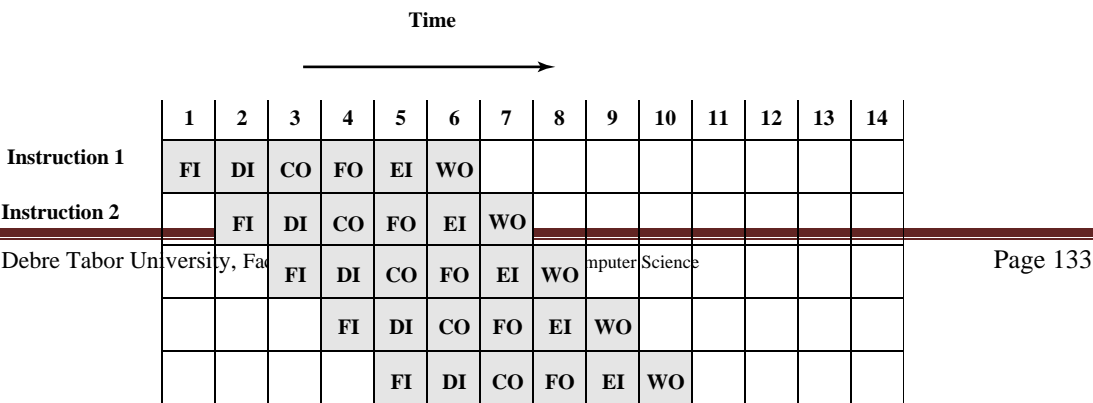 Time
1 2 3 4 5 6 7 8 9 10 11 12 13 14
Instruction 1 FI DI CO FO EI WO
Instruction 2 FI DI CO FO EI WO
Debre Tabor University, mputer Science Page 133
FI DI CO FO EI WO
FI DI CO FO EI WO
FI DI CO FO EI WO